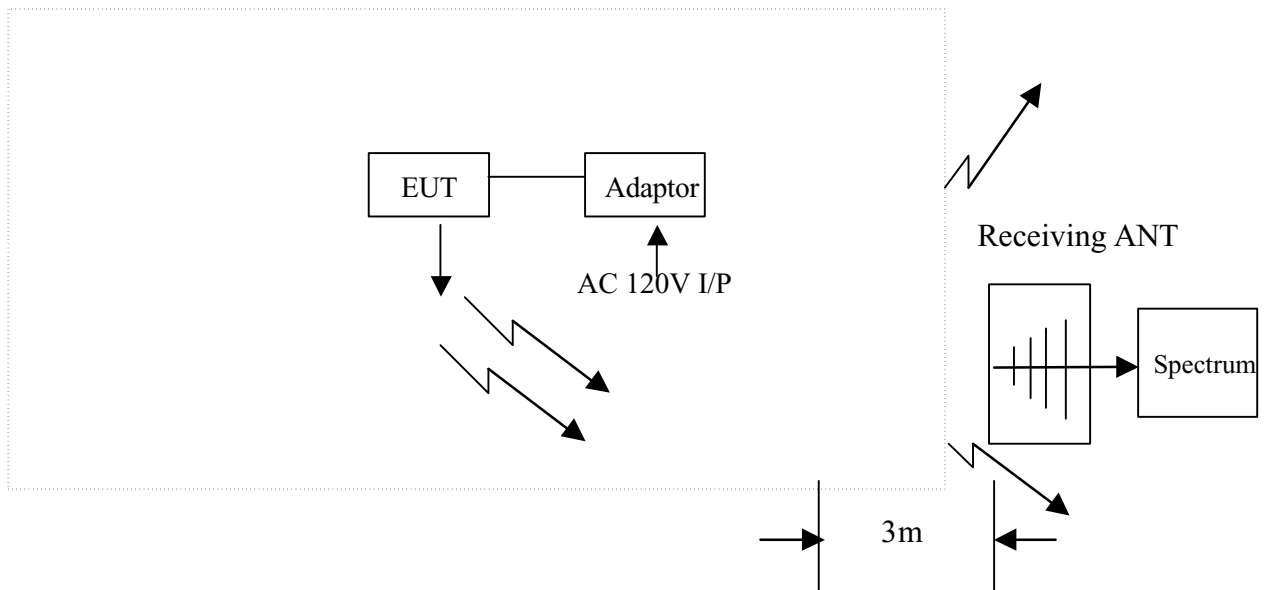 EUT
Adaptor
Receiving ANT
AC 120V I/P
Spectrum
3m